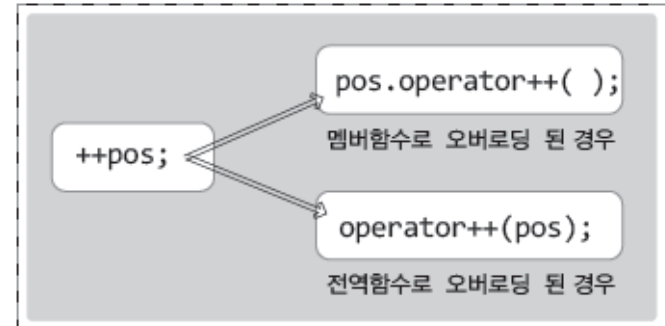 ++pos;
pos.operator++( );
멤버함수로 오버로딩 된 경우
operator++(pos);
전역함수로 오버로딩 된 경우